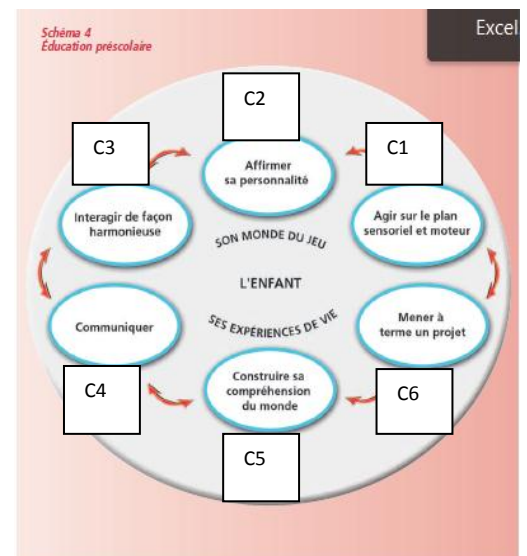 Schéma 4
Éducation préscolaire
Excel
C2
C3
C1
Affirmer
sa personnalité
Interagir de façon
harmonieuse
Agir sur le plan
sensoriel et moteur
SON MONDE DU JEU
L'ENFANT
SES EXPÉRIENCES DE VIE
Communiquer
Mener à
terme un projet
Construire sa
compréhension
du monde
C4
C6
C5